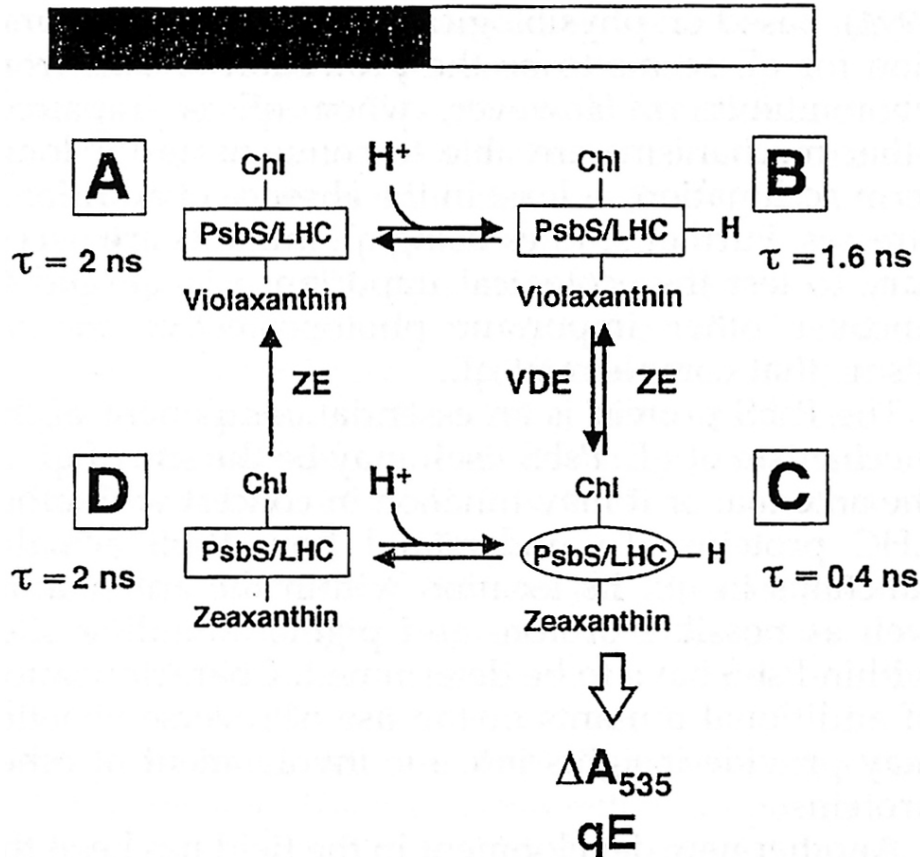 A
Chl
H+
Chl
B
PsbS/LHC
PsbS/LHC
H
τ = 2 ns
τ = 1.6 ns
Violaxanthin
Violaxanthin
ZE
VDE
ZE
D
Chl
H+
Chl
C
PsbS/LHC
PsbS/LHC
H
τ = 2 ns
τ = 0.4 ns
Zeaxanthin
Zeaxanthin
ΔA535
qE